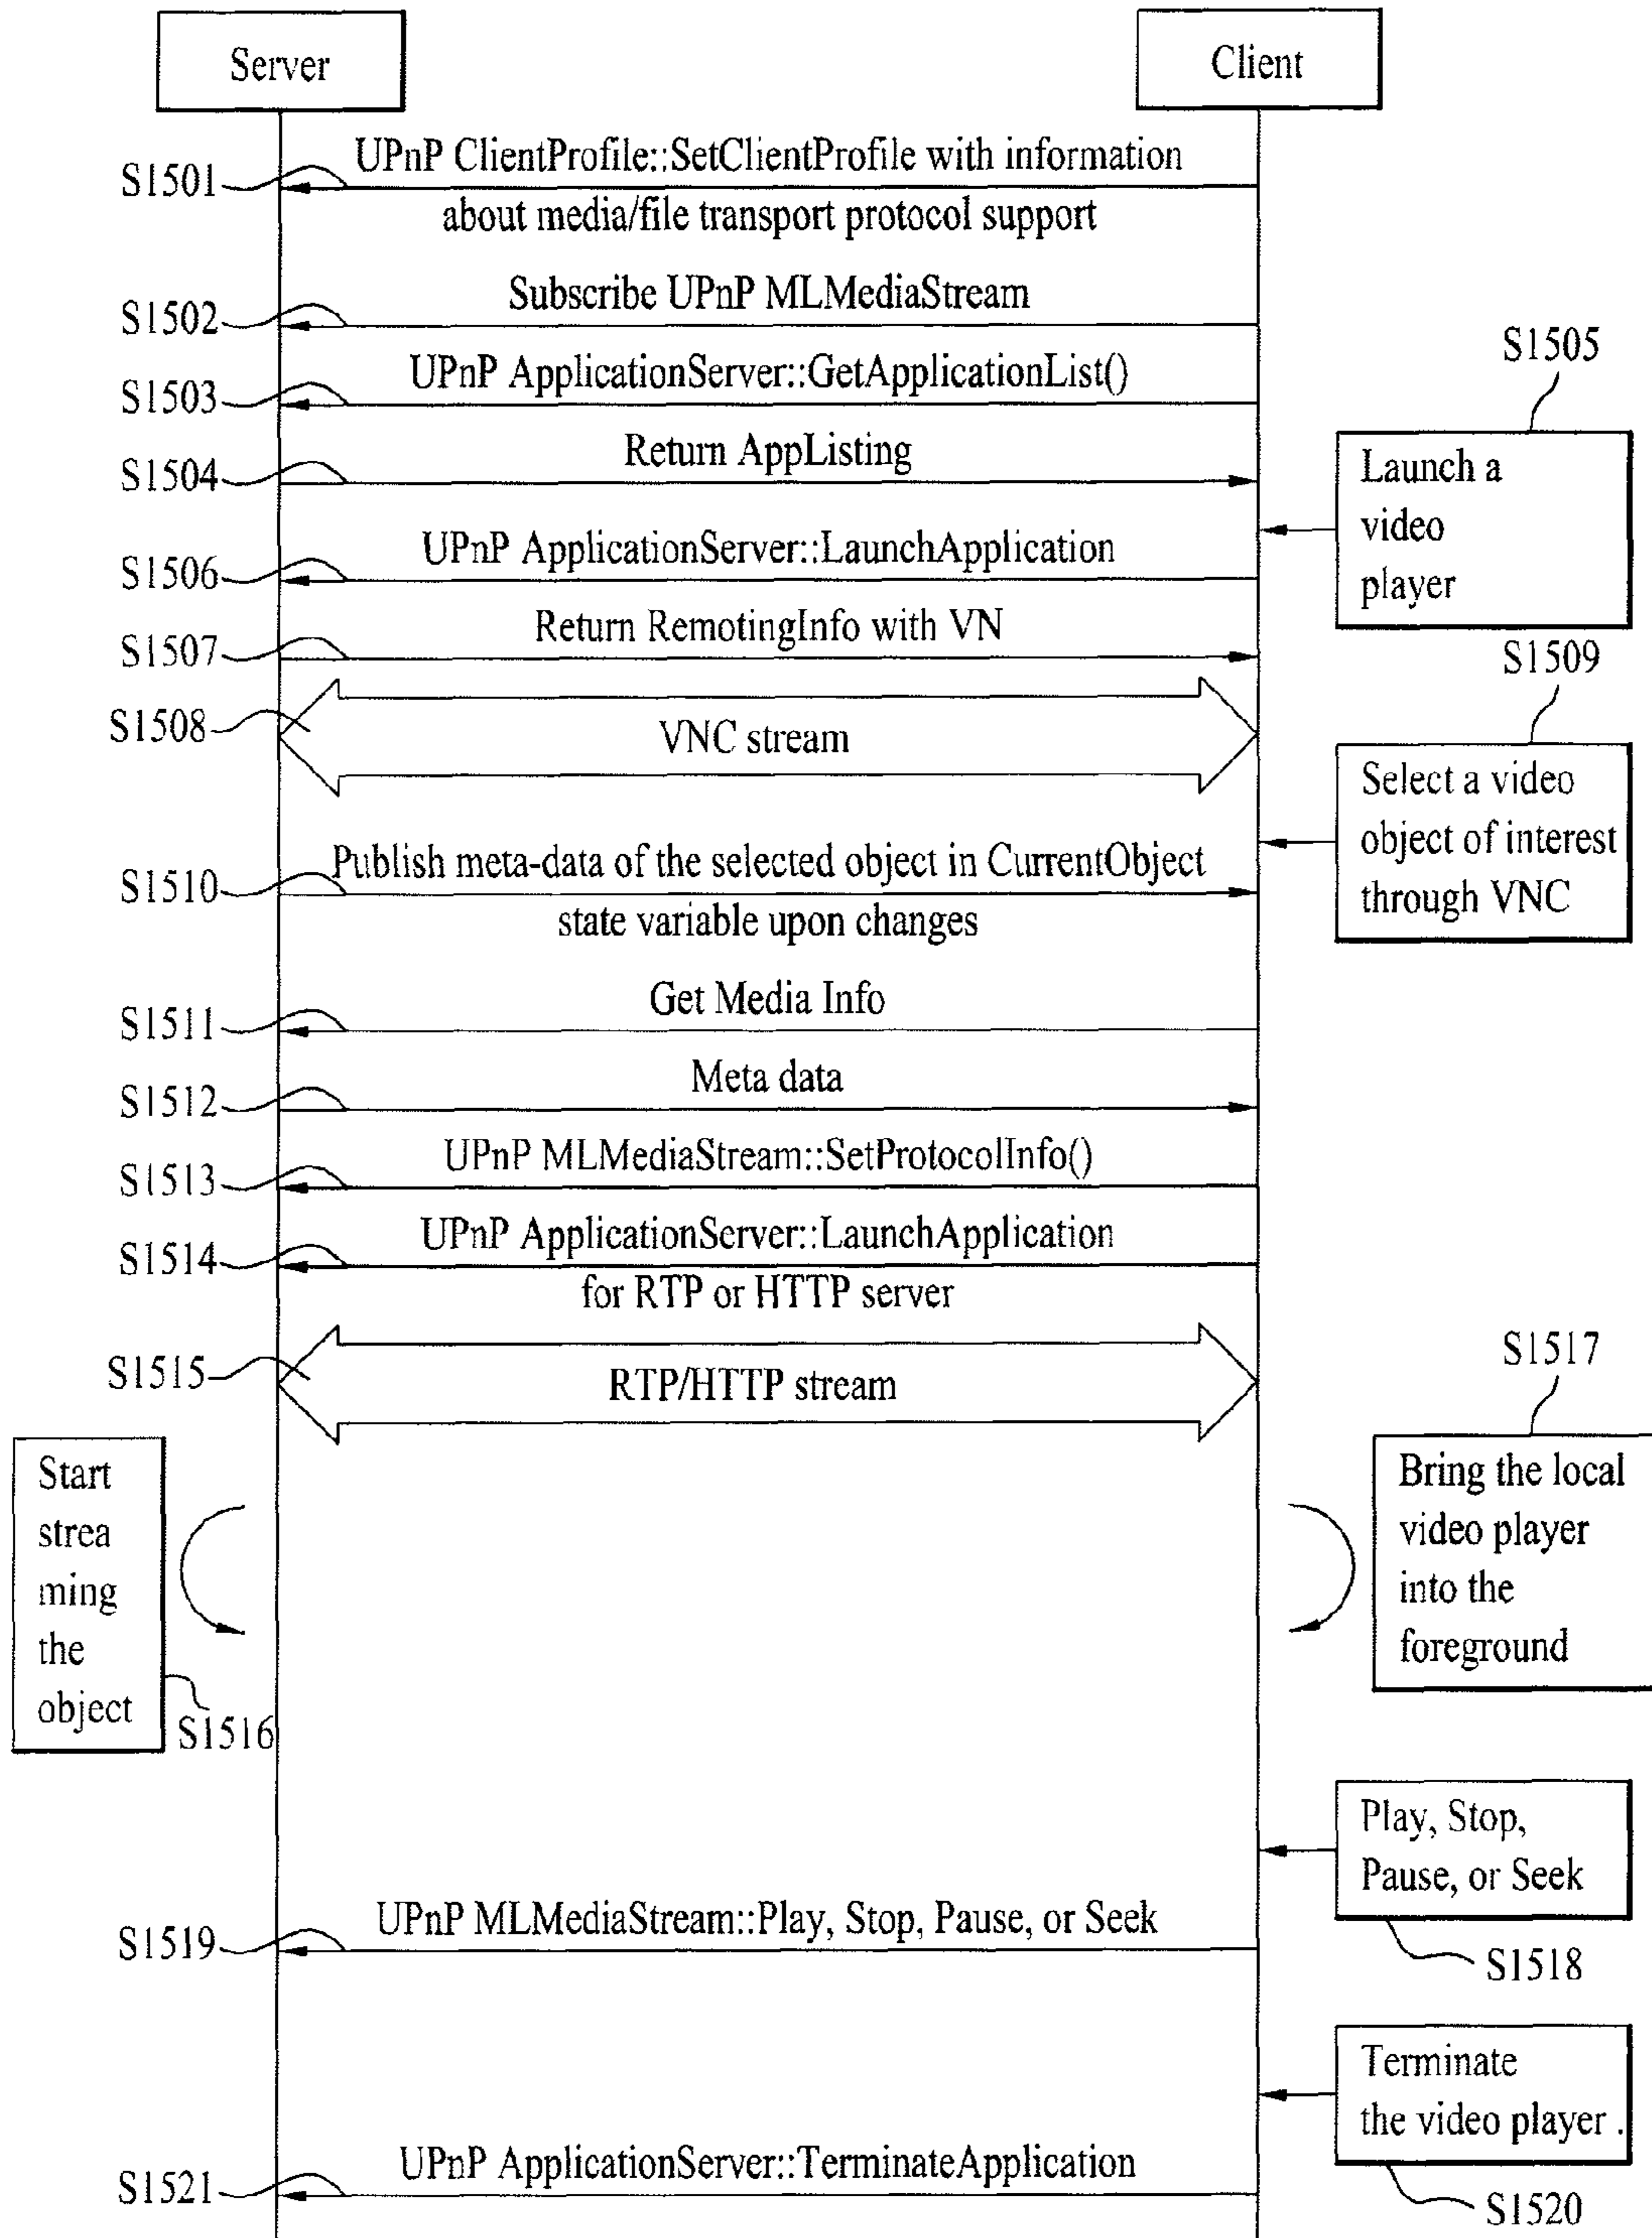 Server
Client
UPnP ClientProfile::SetClientProfile with information
S1501
about media/file transport protocol support
Subscribe UPnP MLMediaStream
S1502
UPnP ApplicationServer::GetApplicationList()
S1503
S1505
Return AppListing
S1504
Launch a
video
player
UPnP ApplicationServer::LaunchApplication
S1506
Return RemotingInfo with VN
S1507
S1509
S1508
VNC stream
Select a video
object of interest
through VNC
Publish meta-data of the selected object in CurrentObject
S1510
state variable upon changes
Get Media Info
S1511
Meta data
S1512
UPnP MLMediaStream::SetProtocolInfo()
S1513
UPnP ApplicationServer::LaunchApplication
S1514
for RTP or HTTP server
S1515
RTP/HTTP stream
S1517
Start
strea
ming
the
object
S1516
Bring the local
video player
into the
foreground
Play, Stop,
Pause, or Seek
UPnP MLMediaStream::Play, Stop, Pause, or Seek
S1519
S1518
Terminate
the video player .
UPnP ApplicationServer::TerminateApplication
S1521
S1520